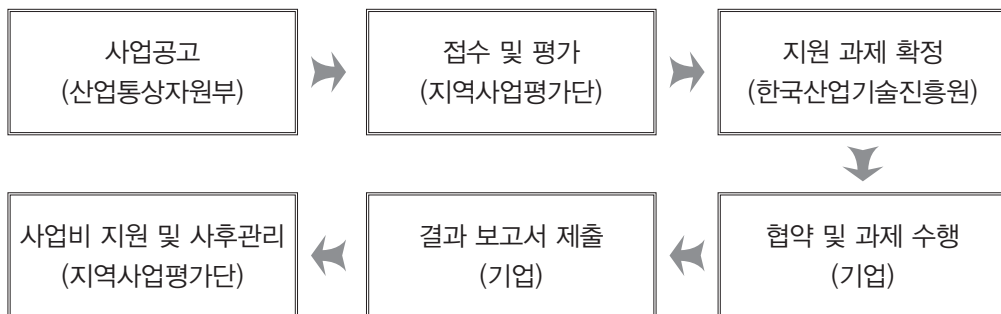 사업공고
(산업통상자원부)
접수 및 평가
(지역사업평가단)
지원 과제 확정
(한국산업기술진흥원)
협약 및 과제 수행
(기업)
결과 보고서 제출
(기업)
사업비 지원 및 사후관리
(지역사업평가단)